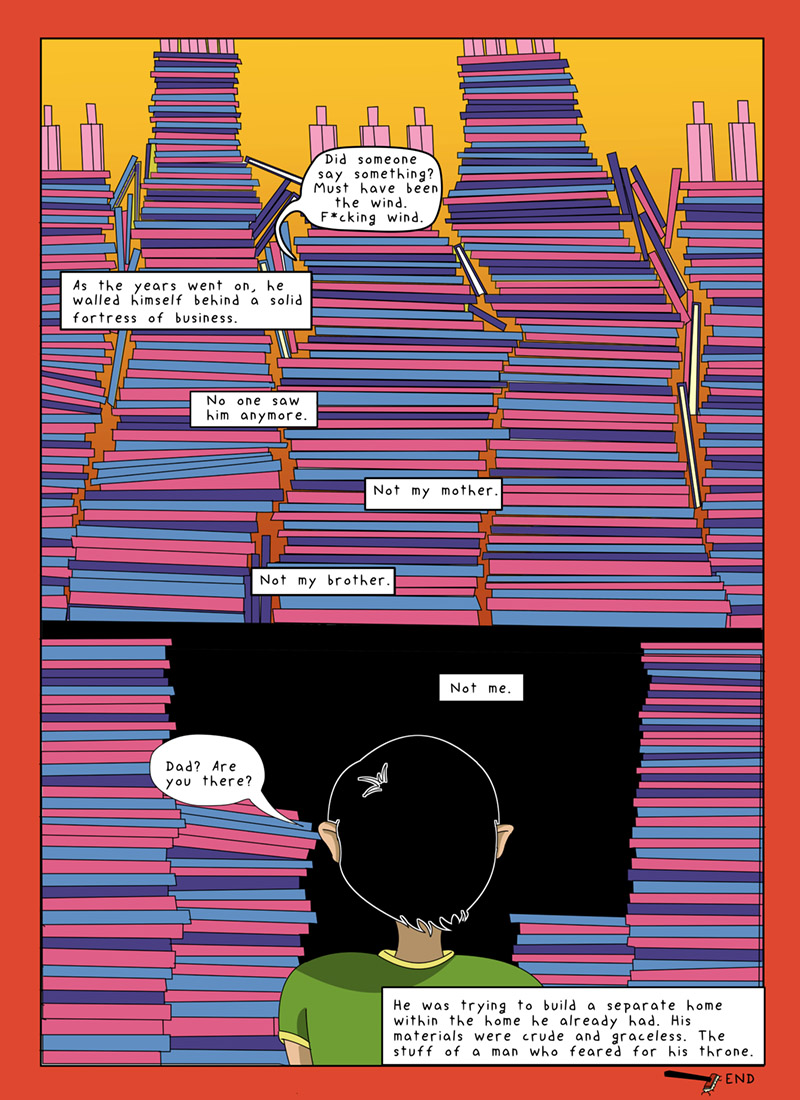 Did someone
say something?
Must have been
the wind.
F*cking wind.
As the years went on, he
walled himself behind a solid
fortress of business.
No one saw
him anymore.
Not my mother.
Not my brother.
Not me.
Dad? Are
you there?
He was trying to build a separate home
within the home he already had. His
materials were crude and graceless. The
stuff of a man who feared for his throne.
END